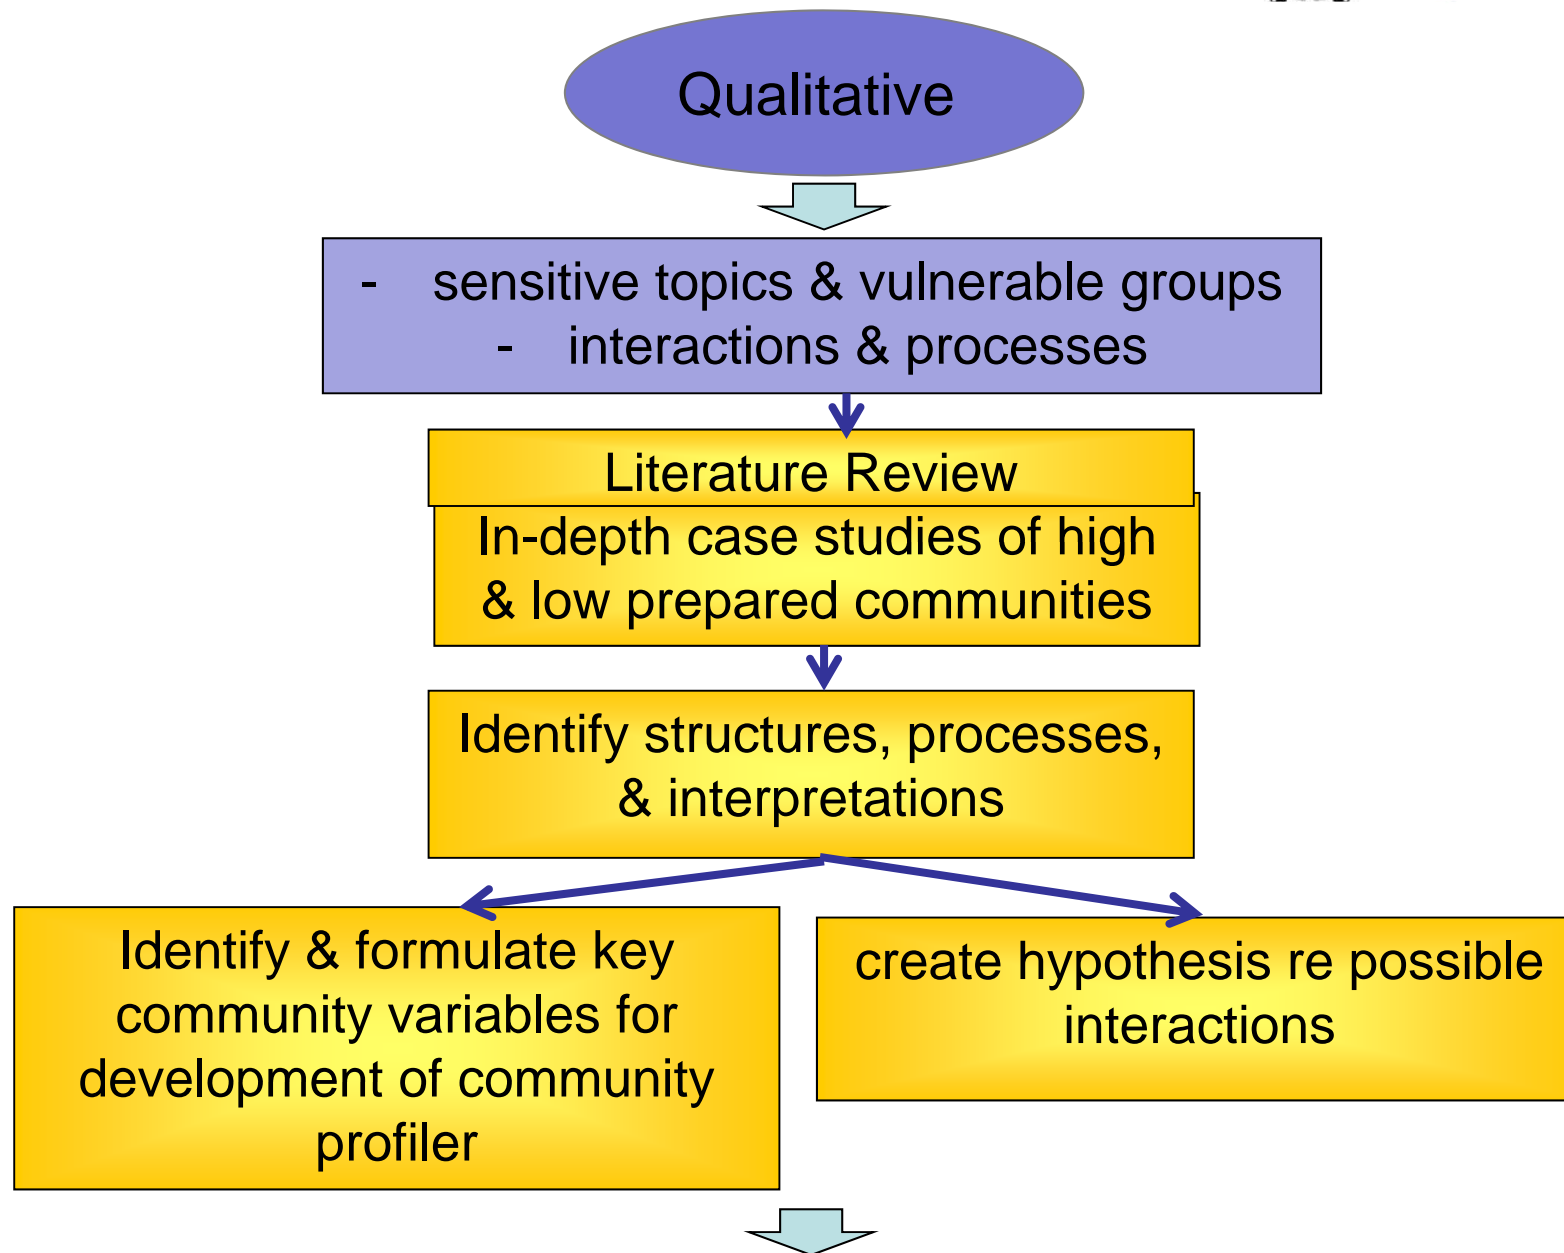 Qualitative
- sensitive topics & vulnerable groups
- interactions & processes
Literature Review
In-depth case studies of high
& low prepared communities
Identify structures, processes,
& interpretations
Identify & formulate key
community variables for
development of community
profiler
create hypothesis re possible
interactions